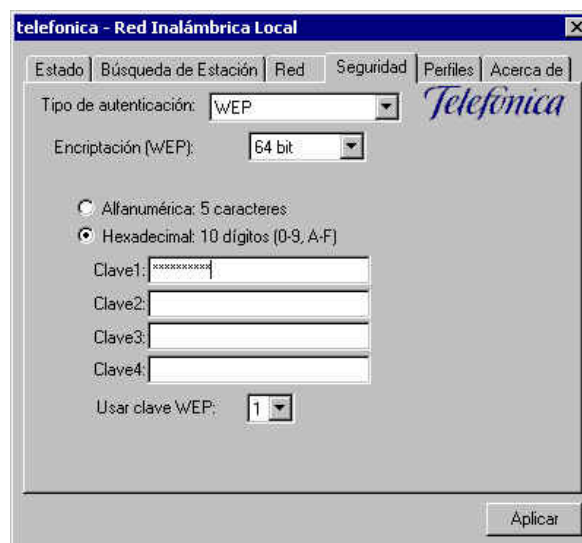 telefonica - Red Inalámbrica Local
Estado Búsqueda de Estación Red Seguridad Perfiles Acerca de
Tipo de autenticación: WEP Telefónica
Encriptación (WEP): 64 bit
Alfanumérica: 5 caracteres
Hexadecimal: 10 dígitos (0-9, A-F)
Clave1: **********
Clave2:
Clave3:
Clave4:
Usar clave WEP: 1
Aplicar